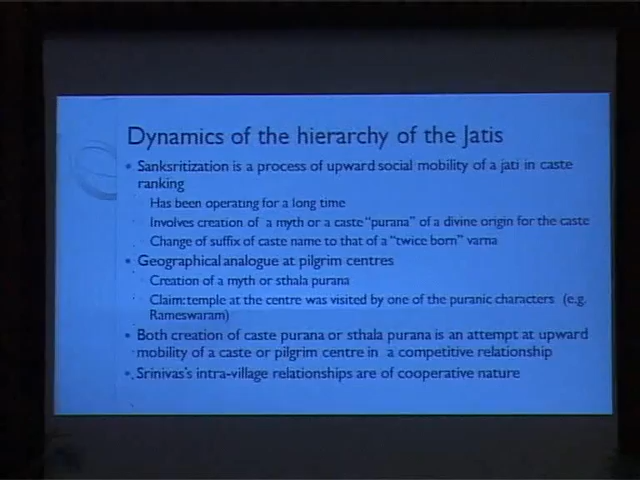 Dynamics of the hierarchy of the Jatis
• Sanksritization is a process of upward social mobility of a jati in caste
ranking
Has been operating for a long time
Involves creation of a myth or a caste "purana" of a divine origin for the caste
Change of suffix of caste name to that of a "twice born" varna
• Geographical analogue at pilgrim centres
Creation of a myth or sthala purana
Claim: temple at the centre was visited by one of the puranic characters (e.g.
Rameswaram)
• Both creation of caste purana or sthala purana is an attempt at upward
mobility of a caste or pilgrim centre in a competitive relationship
• Srinivas's intra-village relationships are of cooperative nature